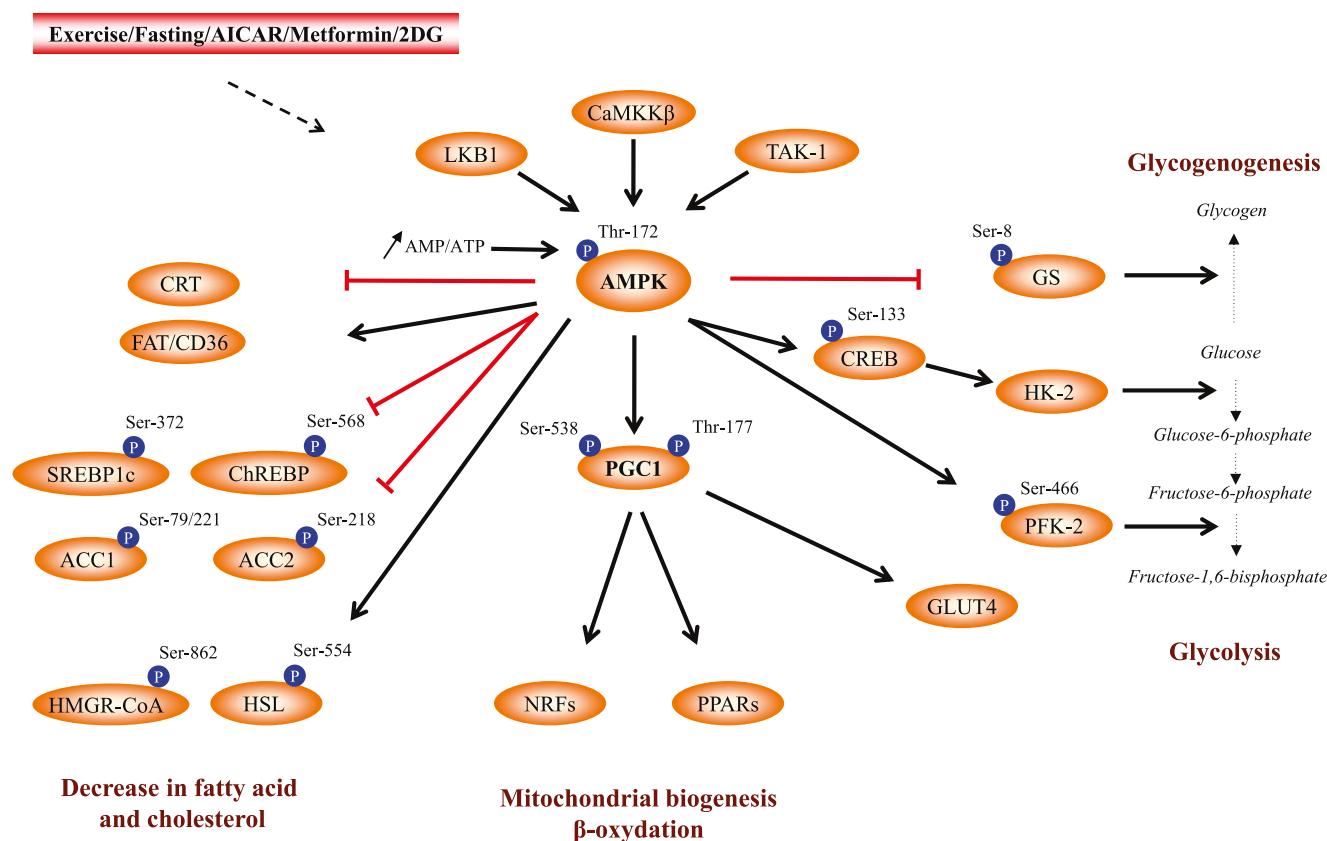 Exercise/Fasting/AICAR/Metformin/2DG
CaMKKβ
LKB1
TAK-1
Glycogenogenesis
Glycogen
Thr-172
AMP/ATP
P
AMPK
Ser-8
P
GS
CRT
FAT/CD36
Ser-133
P
CREB
Glucose
HK-2
Ser-372
P
SREBP1c
Ser-568
P
ChREBP
Ser-538
P
Thr-177
P
PGC1
Glucose-6-phosphate
Ser-466
P
PFK-2
Fructose-6-phosphate
Ser-79/221
P
ACC1
Ser-218
P
ACC2
Fructose-1,6-bisphosphate
GLUT4
Glycolysis
Ser-862
P
HMGR-CoA
Ser-554
P
HSL
NRFs
PPARs
Decrease in fatty acid
and cholesterol
Mitochondrial biogenesis
β-oxydation